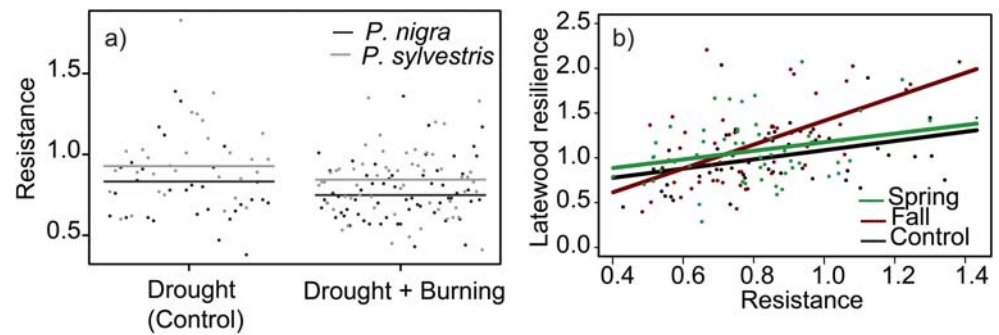 a)
P. nigra
P. sylvestris
Resistance
1.5
1.0
0.5
Drought
(Control)
Drought + Burning
b)
Latewood resilience
2.5
2.0
1.5
1.0
0.5
0.0
Spring
Fall
Control
0.4 0.6 0.8 1.0 1.2 1.4
Resistance